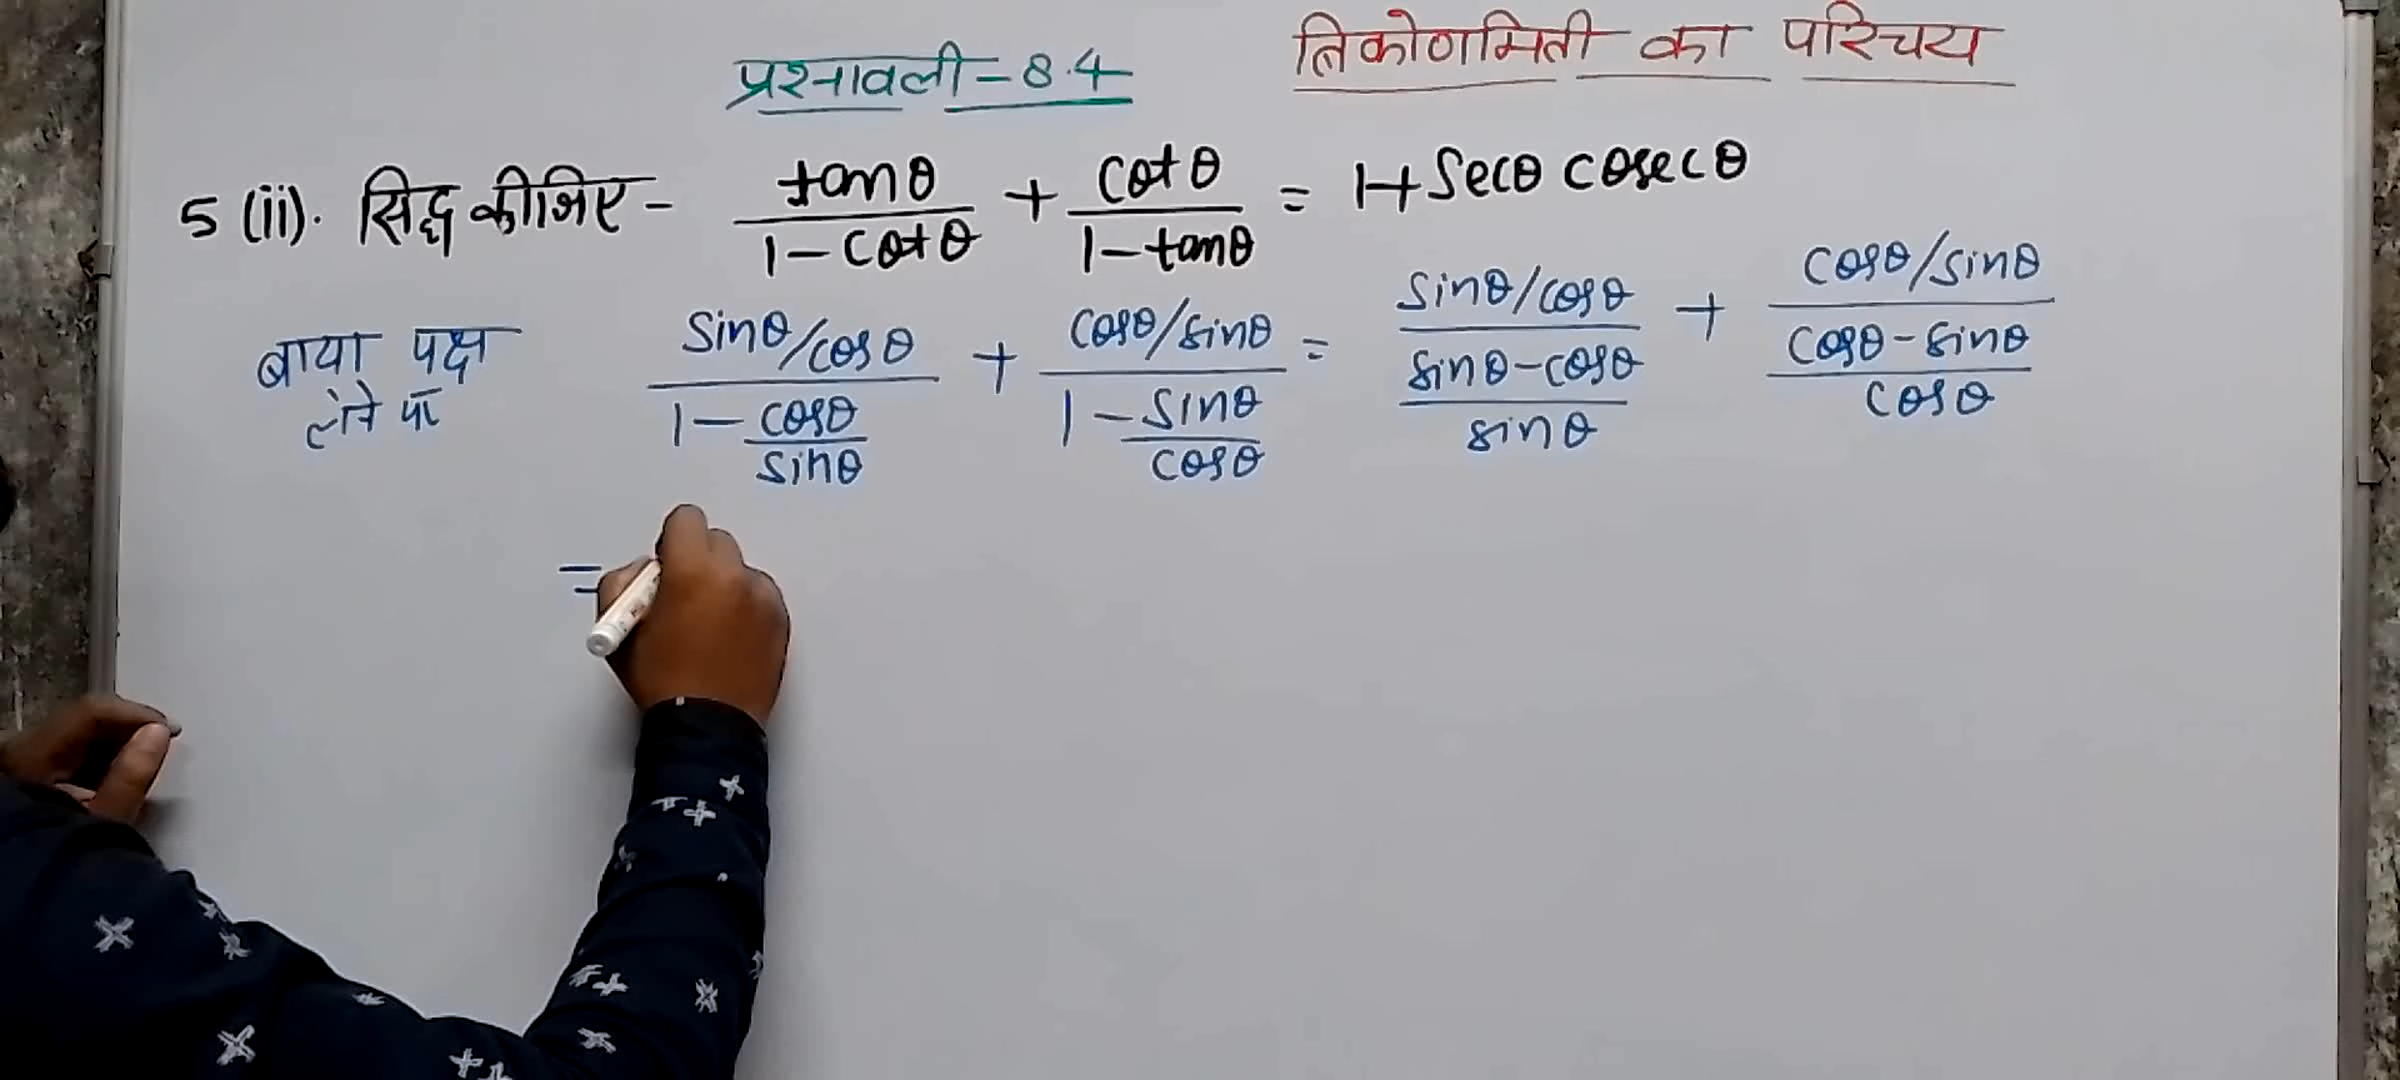 प्रश्नावली - 8.4
त्रिकोणमिती का परिचय
5 (ii). सिद्ध कीजिए - tanθ/(1-cotθ) + cotθ/(1-tanθ) = 1+secθ cosecθ
बाया पक्ष
लेने पर
(sinθ/cosθ)/(1-cosθ/sinθ) + (cosθ/sinθ)/(1-sinθ/cosθ) = (sinθ/cosθ)/((sinθ-cosθ)/sinθ) + (cosθ/sinθ)/((cosθ-sinθ)/cosθ)
=